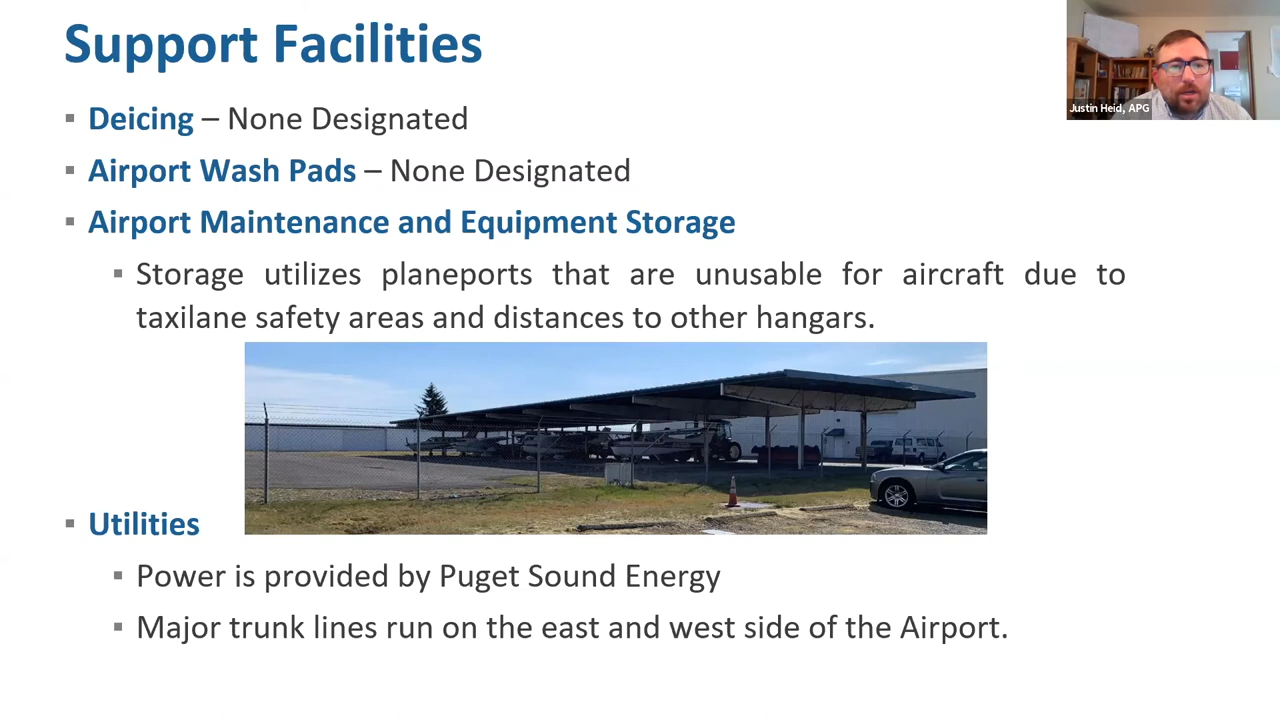 Support Facilities
Justin Heid, APG
▪ Deicing – None Designated
▪ Airport Wash Pads – None Designated
▪ Airport Maintenance and Equipment Storage
▪ Storage utilizes planeports that are unusable for aircraft due to
taxilane safety areas and distances to other hangars.
▪ Utilities
▪ Power is provided by Puget Sound Energy
▪ Major trunk lines run on the east and west side of the Airport.